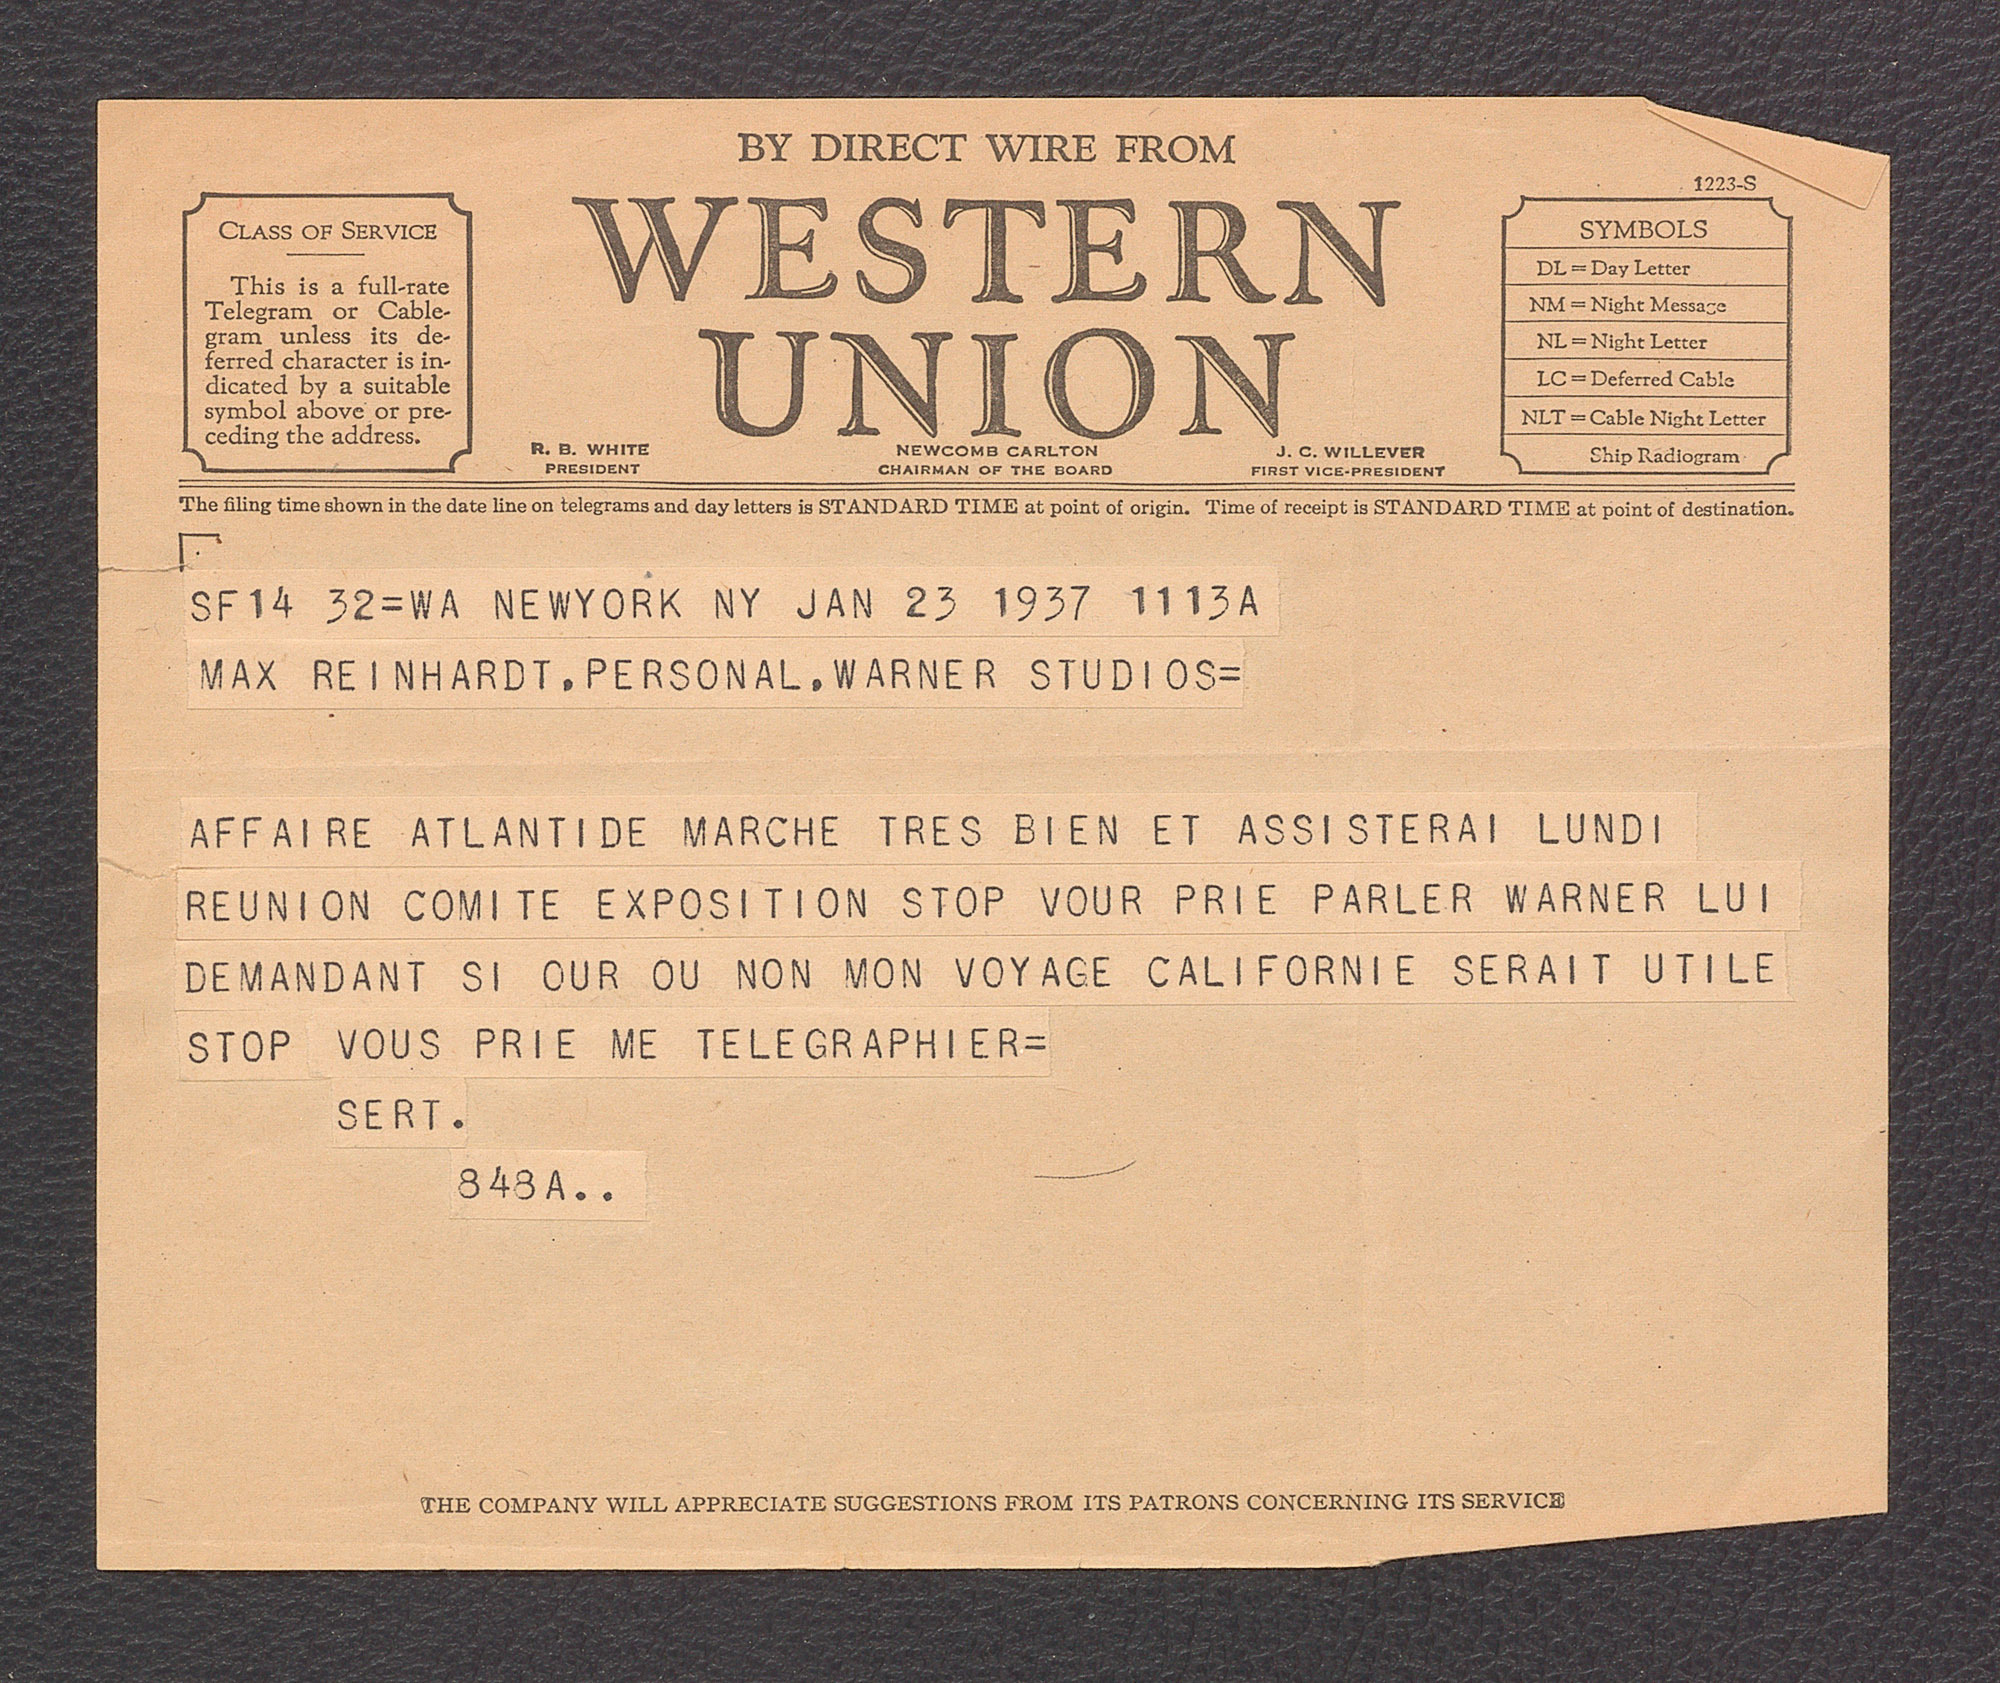 BY DIRECT WIRE FROM
WESTERN
UNION
1223-S
CLASS OF SERVICE
This is a full-rate
Telegram or Cable-
gram unless its de-
ferred character is in-
dicated by a suitable
symbol above or pre-
ceding the address.
SYMBOLS
DL = Day Letter
NM = Night Message
NL = Night Letter
LC = Deferred Cable
NLT = Cable Night Letter
Ship Radiogram
R. B. WHITE
PRESIDENT
NEWCOMB CARLTON
CHAIRMAN OF THE BOARD
J. C. WILLEVER
FIRST VICE-PRESIDENT
The filing time shown in the date line on telegrams and day letters is STANDARD TIME at point of origin. Time of receipt is STANDARD TIME at point of destination.
SF14 32=WA NEWYORK NY JAN 23 1937 1113A
MAX REINHARDT.PERSONAL.WARNER STUDIOS=
AFFAIRE ATLANTIDE MARCHE TRES BIEN ET ASSISTERAI LUNDI
REUNION COMITE EXPOSITION STOP VOUR PRIE PARLER WARNER LUI
DEMANDANT SI OUR OU NON MON VOYAGE CALIFORNIE SERAIT UTILE
STOP VOUS PRIE ME TELEGRAPHIER=
SERT.
848A..
THE COMPANY WILL APPRECIATE SUGGESTIONS FROM ITS PATRONS CONCERNING ITS SERVICE